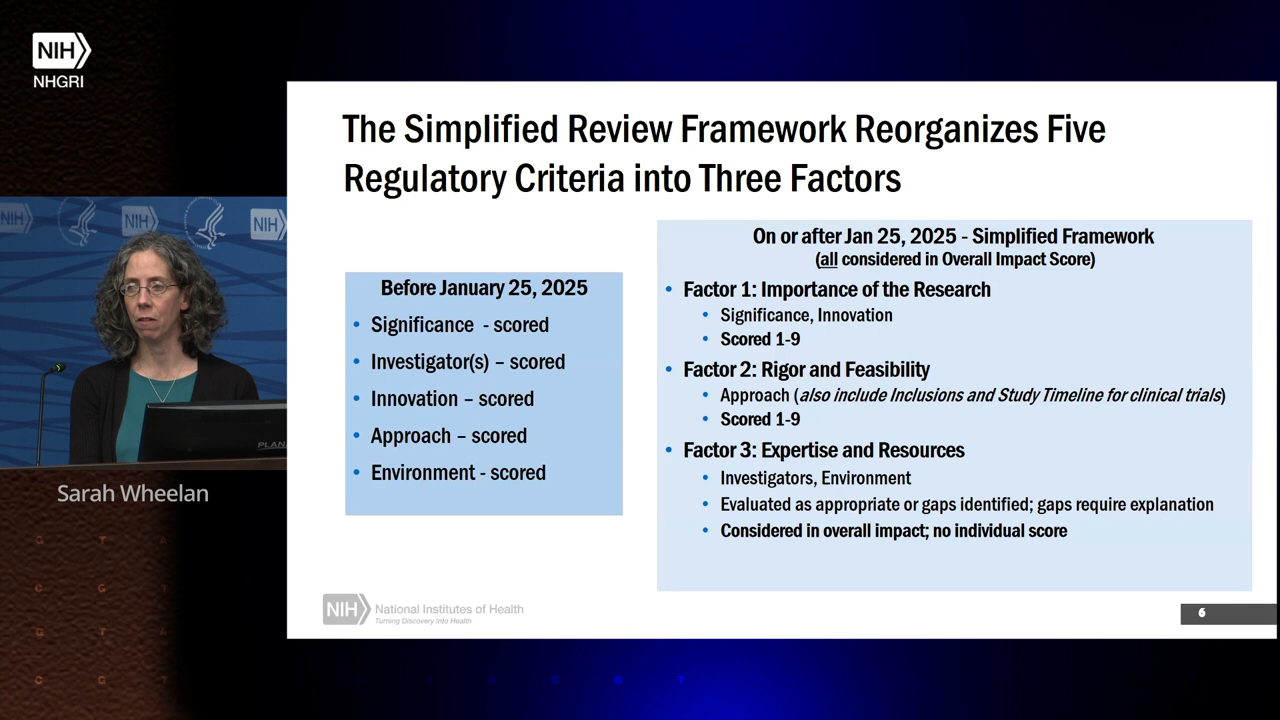 NIH
NHGRI
The Simplified Review Framework Reorganizes Five
Regulatory Criteria into Three Factors
Before January 25, 2025
• Significance - scored
• Investigator(s) – scored
• Innovation – scored
• Approach – scored
• Environment - scored
On or after Jan 25, 2025 - Simplified Framework
(all considered in Overall Impact Score)
• Factor 1: Importance of the Research
• Significance, Innovation
• Scored 1-9
• Factor 2: Rigor and Feasibility
• Approach (also include Inclusions and Study Timeline for clinical trials)
• Scored 1-9
• Factor 3: Expertise and Resources
• Investigators, Environment
• Evaluated as appropriate or gaps identified; gaps require explanation
• Considered in overall impact; no individual score
NIH National Institutes of Health
Turning Discovery Into Health
6
NIH
NIH
NIH
PLAN
Sarah Wheelan
G T A
C G T
G T A
C G T
A C G T